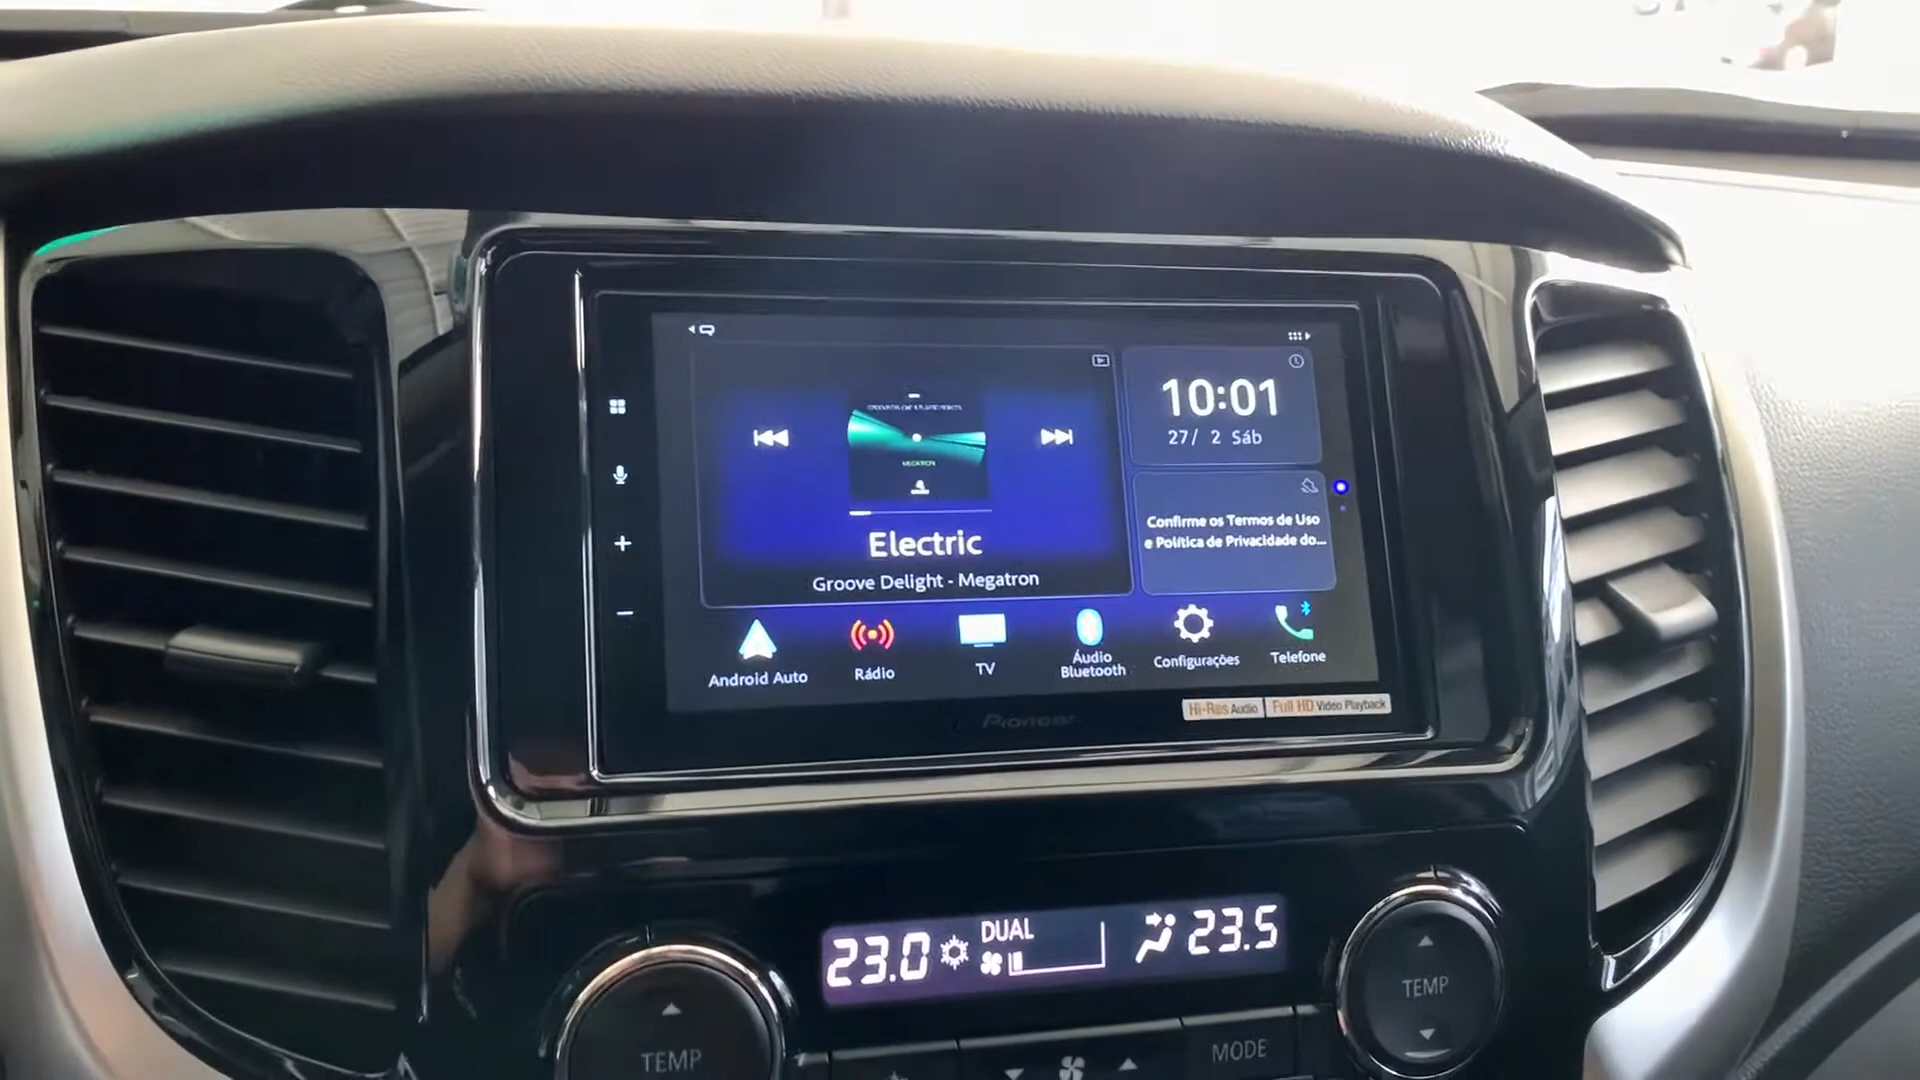 10:01
27/ 2 Sáb
MEGATRON
Electric
Groove Delight - Megatron
Confirme os Termos de Uso
e Política de Privacidade do...
Android Auto
Rádio
TV
Áudio
Bluetooth
Configurações
Telefone
Pioneer
Hi-Res Audio
Full HD Video Playback
23.0
DUAL
23.5
TEMP
MODE
TEMP